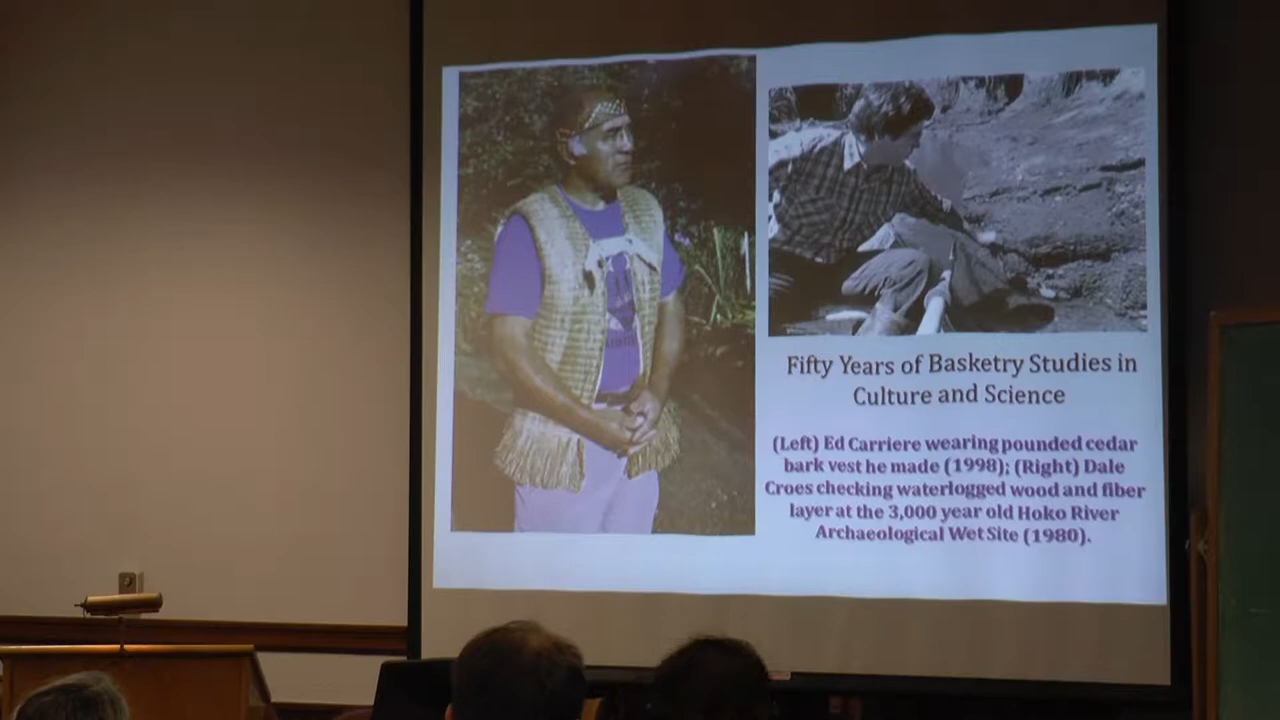 Fifty Years of Basketry Studies in
Culture and Science
(Left) Ed Carriere wearing pounded cedar
bark vest he made (1998); (Right) Dale
Croes checking waterlogged wood and fiber
layer at the 3,000 year old Hoko River
Archaeological Wet Site (1980).